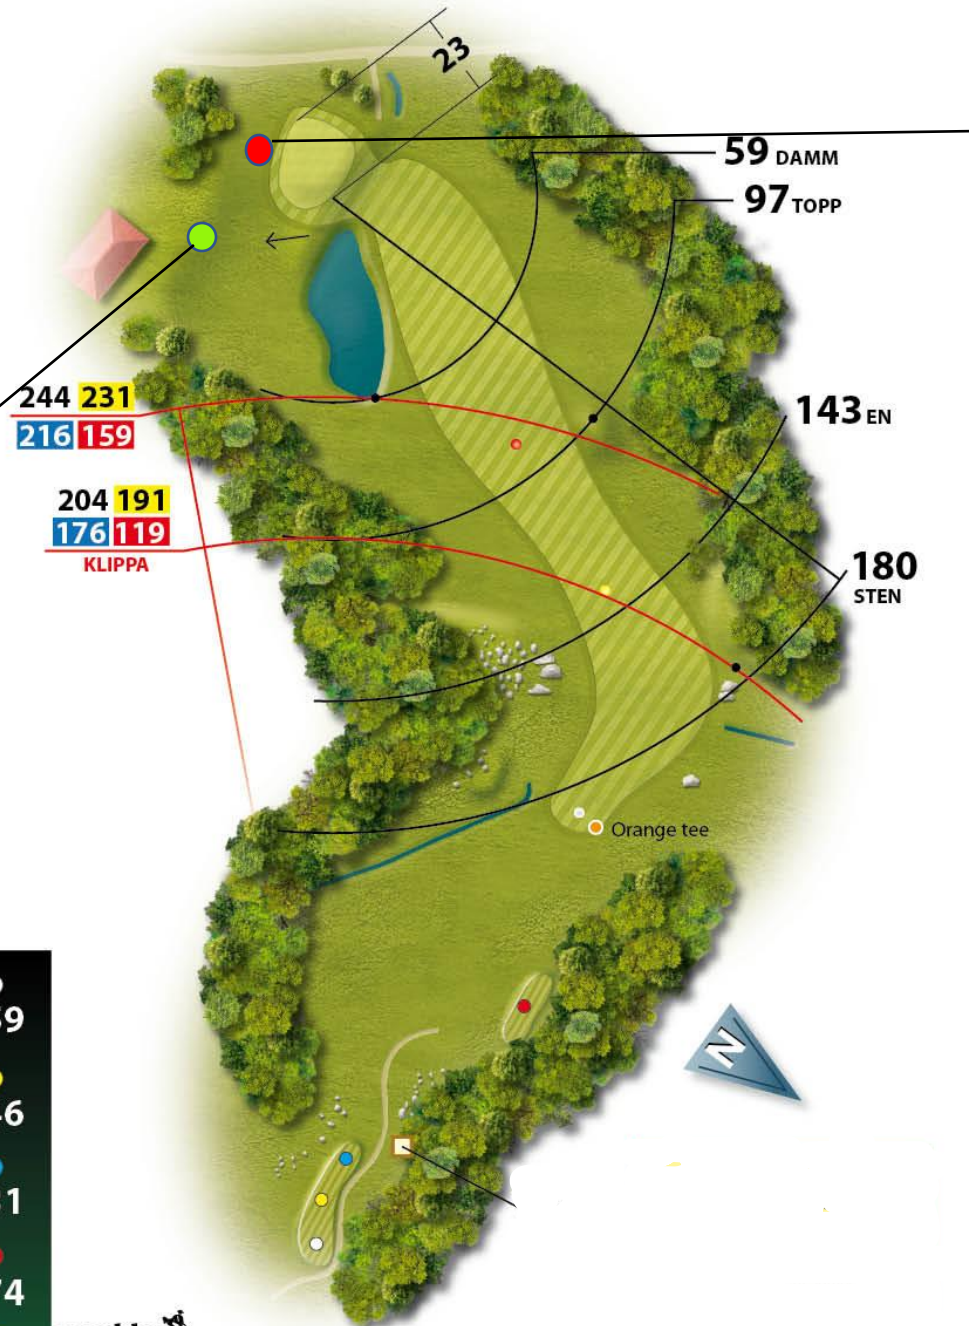 23
59 DAMM
97 TOPP
244 231
216 159
143 EN
204 191
176 119
KLIPPA
180
STEN
Orange tee
N